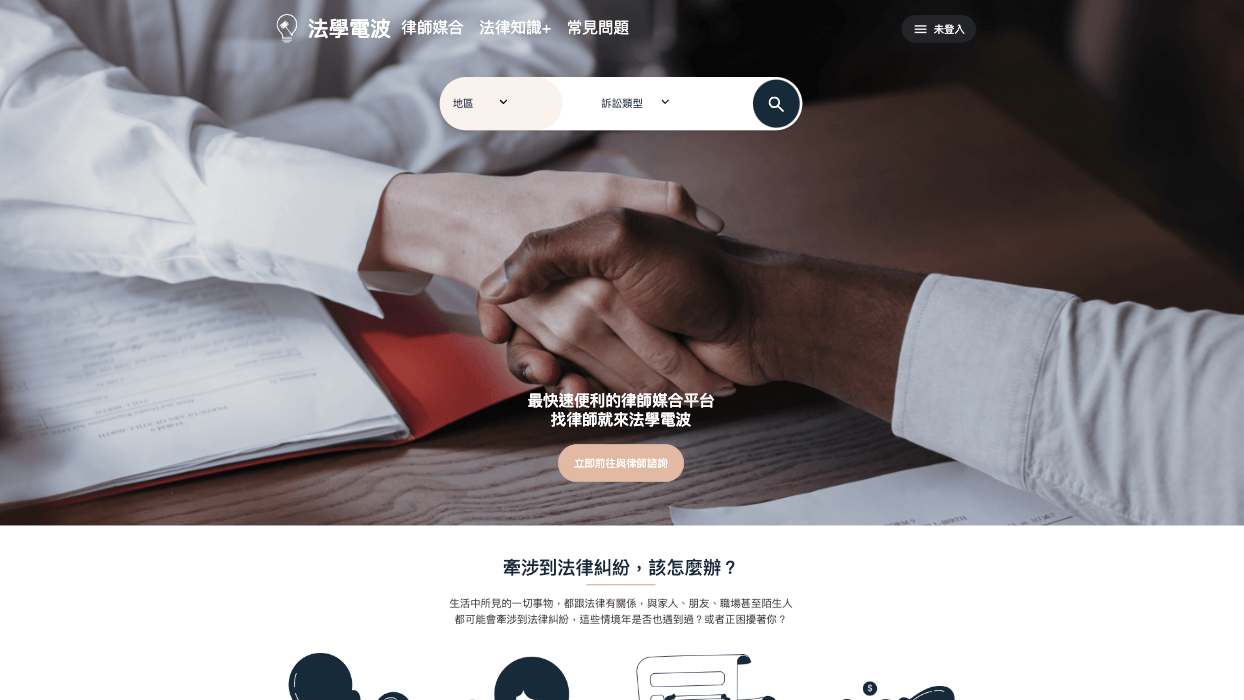 法學電波 律師媒合 法律知識+ 常見問題 未登入
地區 訴訟類型
最快速便利的律師媒合平台
找律師就來法學電波
立即前往與律師諮詢
牽涉到法律糾紛，該怎麼辦？
生活中所見的一切事物，都跟法律有關係，與家人、朋友、職場甚至陌生人
都可能會牽涉到法律糾紛，這些情境年是否也遇到過？或者正困擾著你？
$